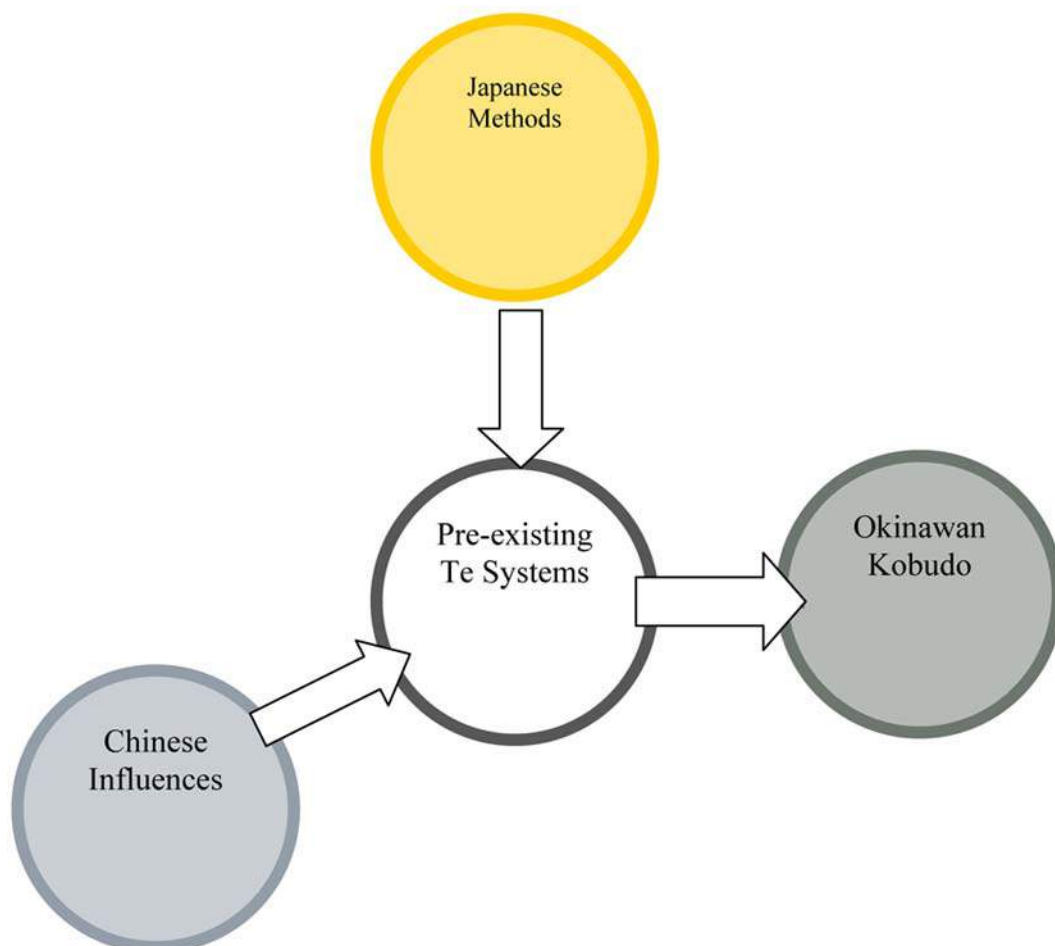 Japanese
Methods
Pre-existing
Te Systems
Okinawan
Kobudo
Chinese
Influences